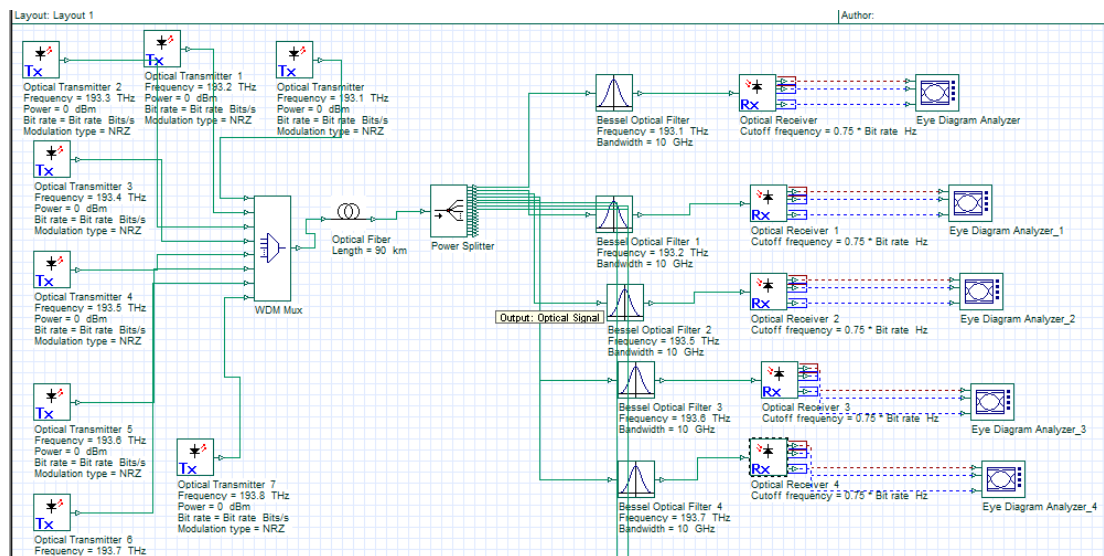 Layout: Layout 1
Author:
Tx
Optical Transmitter 2
Frequency = 193.3 THz
Power = 0 dBm
Bit rate = Bit rate Bits/s
Modulation type = NRZ
Tx
Optical Transmitter 1
Frequency = 193.2 THz
Power = 0 dBm
Bit rate = Bit rate Bits/s
Modulation type = NRZ
Tx
Optical Transmitter
Frequency = 193.1 THz
Power = 0 dBm
Bit rate = Bit rate Bits/s
Modulation type = NRZ
Bessel Optical Filter
Frequency = 193.1 THz
Bandwidth = 10 GHz
Rx
Optical Receiver
Cutoff frequency = 0.75 * Bit rate Hz
Eye Diagram Analyzer
Tx
Optical Transmitter 3
Frequency = 193.4 THz
Power = 0 dBm
Bit rate = Bit rate Bits/s
Modulation type = NRZ
WDM Mux
Optical Fiber
Length = 90 km
Power Splitter
Bessel Optical Filter 1
Frequency = 193.2 THz
Bandwidth = 10 GHz
Rx
Optical Receiver 1
Cutoff frequency = 0.75 * Bit rate Hz
Eye Diagram Analyzer_1
Tx
Optical Transmitter 4
Frequency = 193.5 THz
Power = 0 dBm
Bit rate = Bit rate Bits/s
Modulation type = NRZ
Output: Optical Signal
Bessel Optical Filter 2
Frequency = 193.5 THz
Bandwidth = 10 GHz
Rx
Optical Receiver 2
Cutoff frequency = 0.75 * Bit rate Hz
Eye Diagram Analyzer_2
Tx
Optical Transmitter 5
Frequency = 193.6 THz
Power = 0 dBm
Bit rate = Bit rate Bits/s
Modulation type = NRZ
Bessel Optical Filter 3
Frequency = 193.6 THz
Bandwidth = 10 GHz
Rx
Optical Receiver 3
Cutoff frequency = 0.75 * Bit rate Hz
Eye Diagram Analyzer_3
Tx
Optical Transmitter 7
Frequency = 193.8 THz
Power = 0 dBm
Bit rate = Bit rate Bits/s
Modulation type = NRZ
Bessel Optical Filter 4
Frequency = 193.7 THz
Bandwidth = 10 GHz
Rx
Optical Receiver 4
Cutoff frequency = 0.75 * Bit rate Hz
Eye Diagram Analyzer_4
Tx
Optical Transmitter 6
Frequency = 193.7 THz